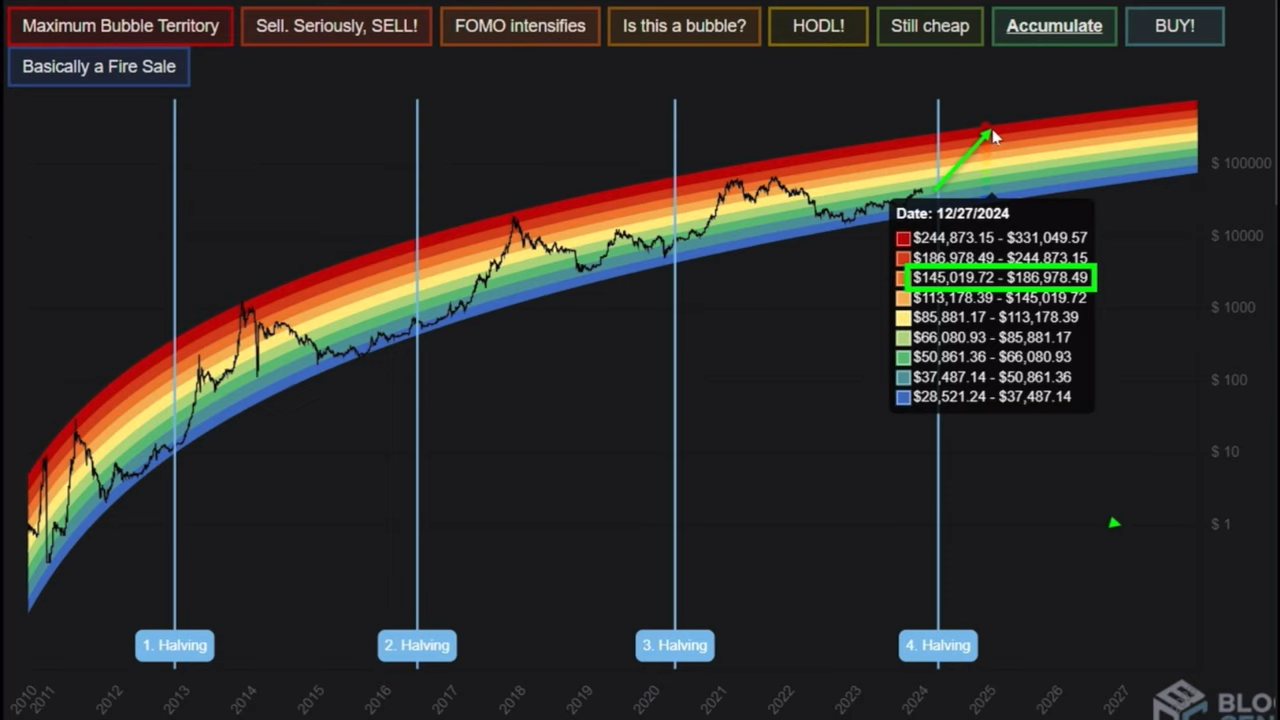 Maximum Bubble Territory
Sell. Seriously, SELL!
FOMO intensifies
Is this a bubble?
HODL!
Still cheap
Accumulate
BUY!
Basically a Fire Sale
$ 100000
$ 10000
$ 1000
$ 100
$ 10
$ 1
Date: 12/27/2024
$244,873.15 - $331,049.57
$186,978.49 - $244,873.15
$145,019.72 - $186,978.49
$113,178.39 - $145,019.72
$85,881.17 - $113,178.39
$66,080.93 - $85,881.17
$50,861.36 - $66,080.93
$37,487.14 - $50,861.36
$28,521.24 - $37,487.14
1. Halving
2. Halving
3. Halving
4. Halving
2010
2011
2012
2013
2014
2015
2016
2017
2018
2019
2020
2021
2022
2023
2024
2025
2026
2027
BLO